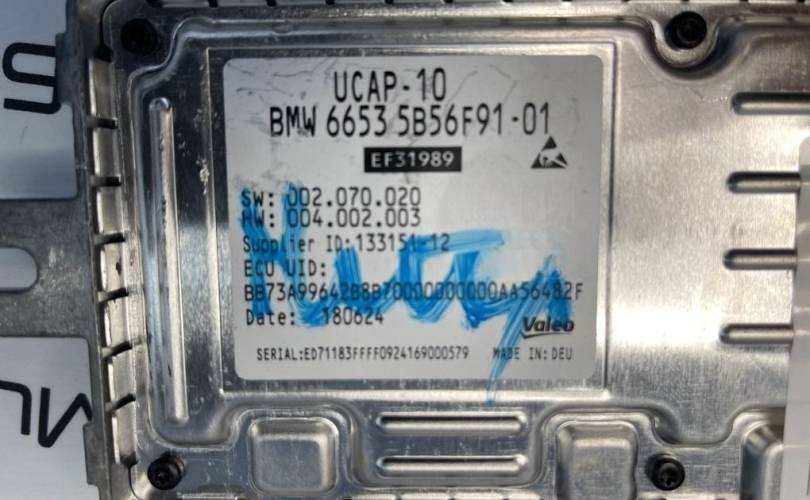 UCAP-10
BMW 6653 5B56F91-01
EF31989
SW: 002.070.020
HW: 004.002.003
Supplier ID:133151-12
ECU UID:
BB73A99642B8B70000000000AA56482F
Date: 180624
Valeo
SERIAL:ED71183FFFF0924169000579 MADE IN:DEU